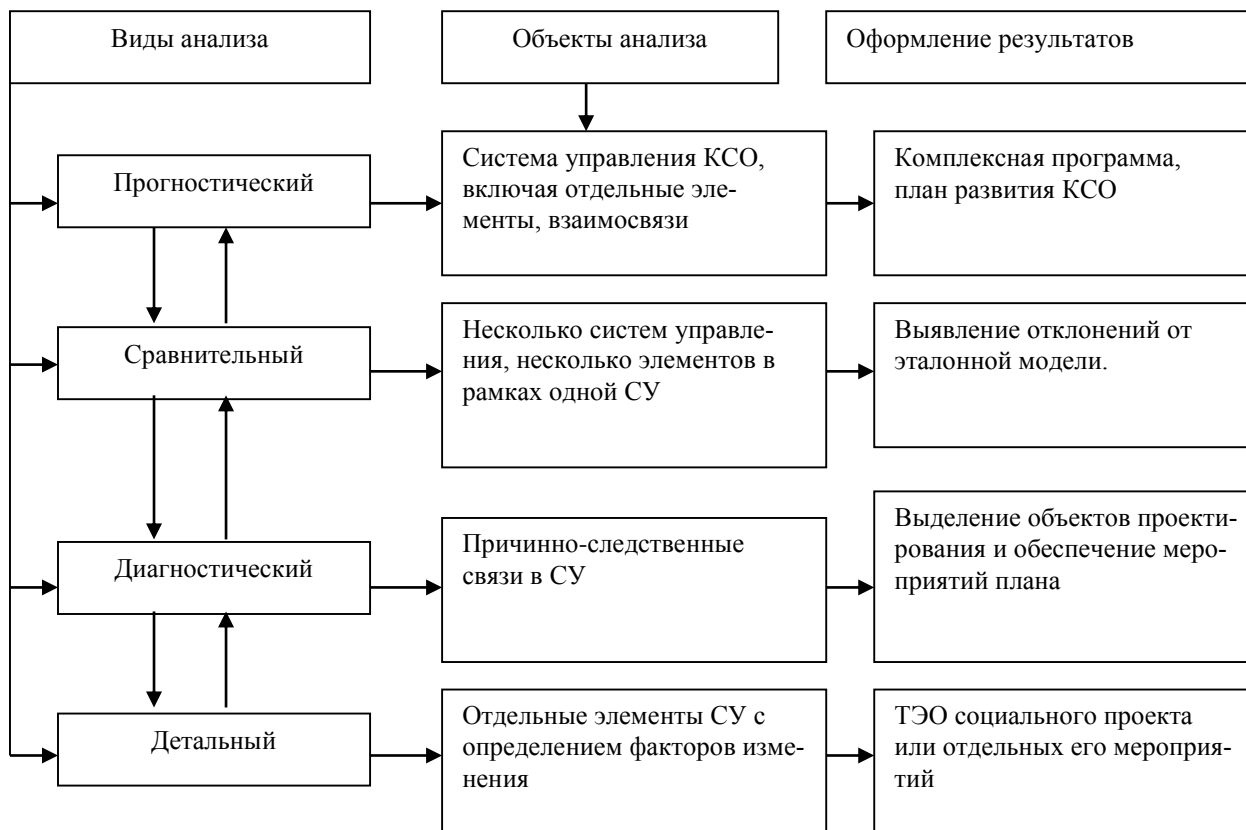 Виды анализа
Объекты анализа
Оформление результатов
Прогностический
Система управления КСО,
включая отдельные эле-
менты, взаимосвязи
Комплексная программа,
план развития КСО
Сравнительный
Несколько систем управле-
ния, несколько элементов в
рамках одной СУ
Выявление отклонений от
эталонной модели.
Диагностический
Причинно-следственные
связи в СУ
Выделение объектов проекти-
рования и обеспечение меро-
приятий плана
Детальный
Отдельные элементы СУ с
определением факторов изме-
нения
ТЭО социального проекта
или отдельных его мероприя-
тий